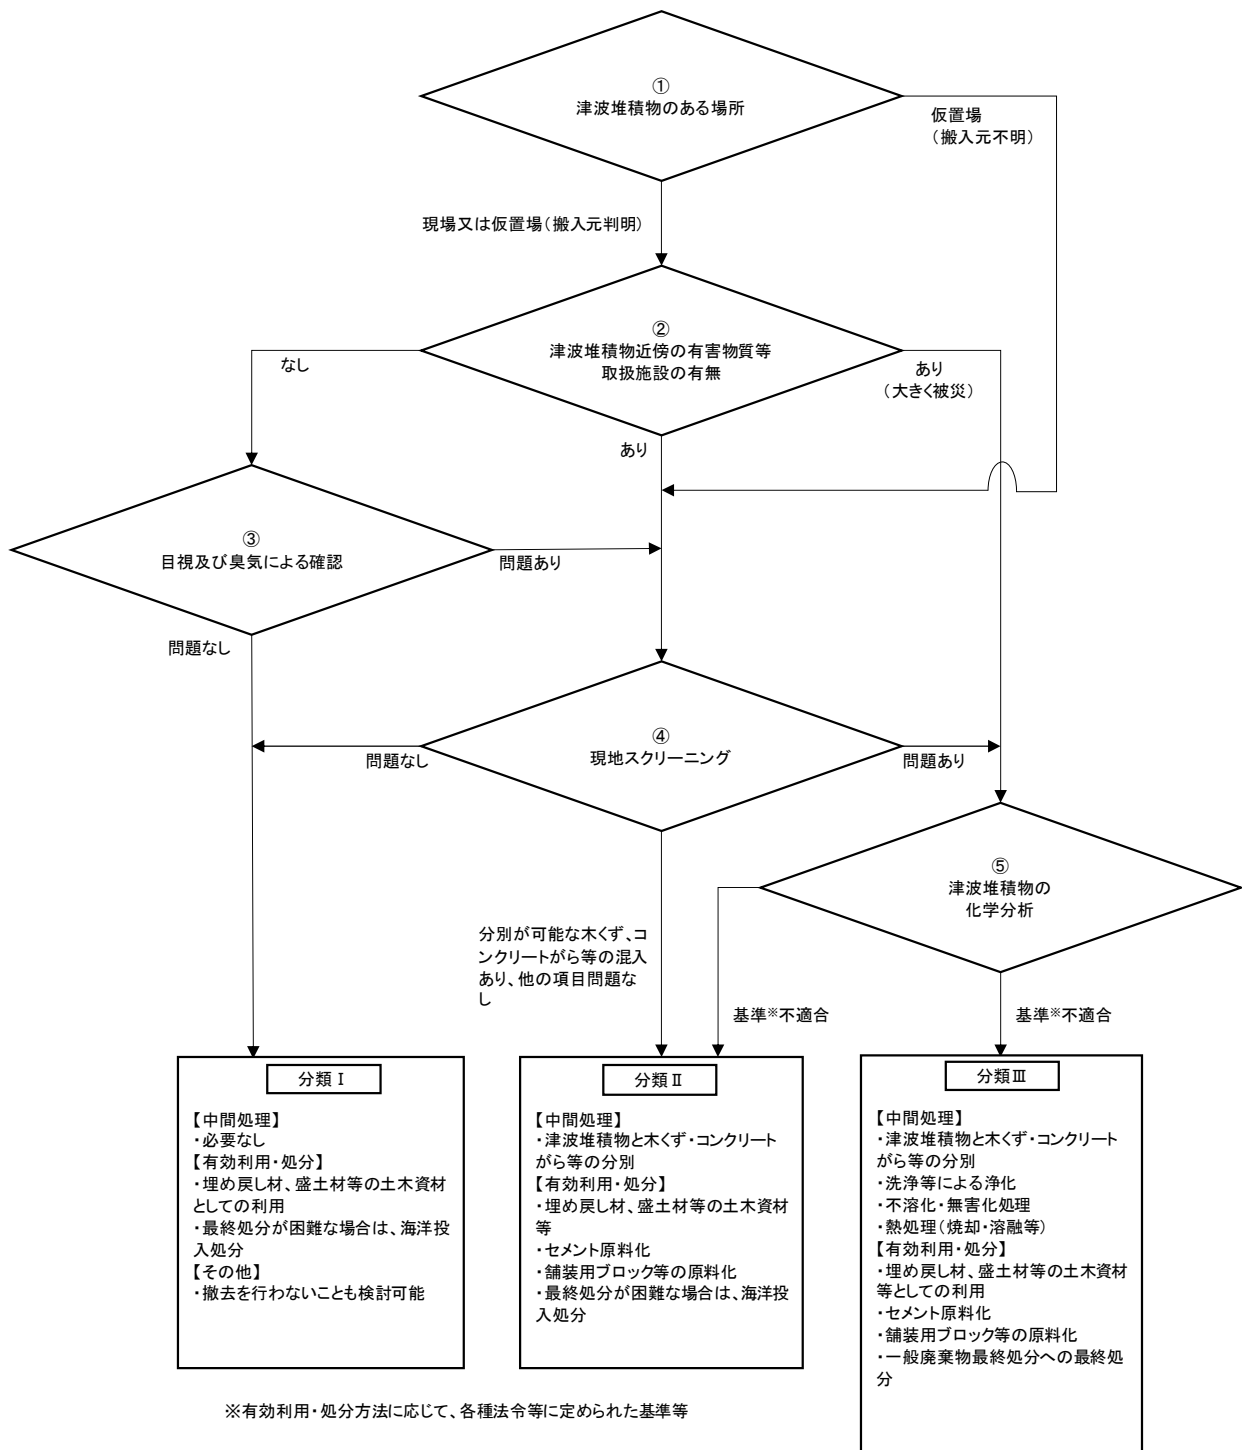 ①
津波堆積物のある場所
仮置場
（搬入元不明）
現場又は仮置場（搬入元判明）
②
津波堆積物近傍の有害物質等
取扱施設の有無
なし
あり
（大きく被災）
あり
③
目視及び臭気による確認
問題あり
問題なし
④
現地スクリーニング
問題なし
問題あり
⑤
津波堆積物の
化学分析
分別が可能な木くず、コ
ンクリートがら等の混入
あり、他の項目問題な
し
基準※不適合
基準※不適合
分類Ⅰ
【中間処理】
・必要なし
【有効利用・処分】
・埋め戻し材、盛土材等の土木資材
としての利用
・最終処分が困難な場合は、海洋投
入処分
【その他】
・撤去を行わないことも検討可能
分類Ⅱ
【中間処理】
・津波堆積物と木くず・コンクリート
がら等の分別
【有効利用・処分】
・埋め戻し材、盛土材等の土木資材
等
・セメント原料化
・舗装用ブロック等の原料化
・最終処分が困難な場合は、海洋投
入処分
分類Ⅲ
【中間処理】
・津波堆積物と木くず・コンクリート
がら等の分別
・洗浄等による浄化
・不溶化・無害化処理
・熱処理（焼却・溶融等）
【有効利用・処分】
・埋め戻し材、盛土材等の土木資材
等としての利用
・セメント原料化
・舗装用ブロック等の原料化
・一般廃棄物最終処分への最終処
分
※有効利用・処分方法に応じて、各種法令等に定められた基準等